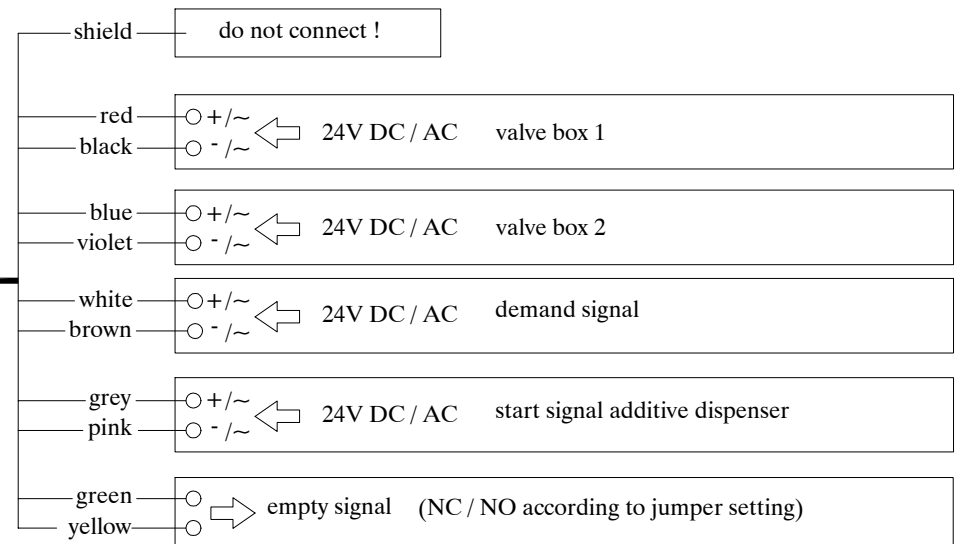 shield do not connect !
red +/~
24V DC / AC valve box 1
black - /~
blue +/~
24V DC / AC valve box 2
violet - /~
white +/~
24V DC / AC demand signal
brown - /~
grey +/~
24V DC / AC start signal additive dispenser
pink - /~
green
empty signal (NC / NO according to jumper setting)
yellow